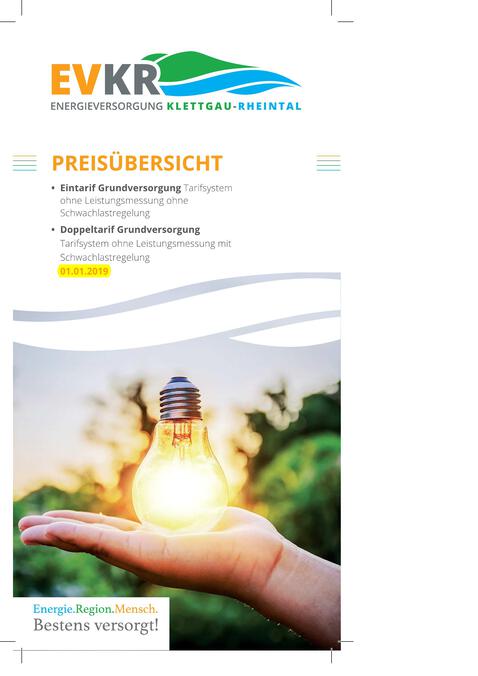 EVKR
ENERGIEVERSORGUNG KLETTGAU-RHEINTAL
PREISÜBERSICHT
• Eintarif Grundversorgung Tarifsystem
ohne Leistungsmessung ohne
Schwachlastregelung
• Doppeltarif Grundversorgung
Tarifsystem ohne Leistungsmessung mit
Schwachlastregelung
01.01.2019
Energie.Region.Mensch.
Bestens versorgt!